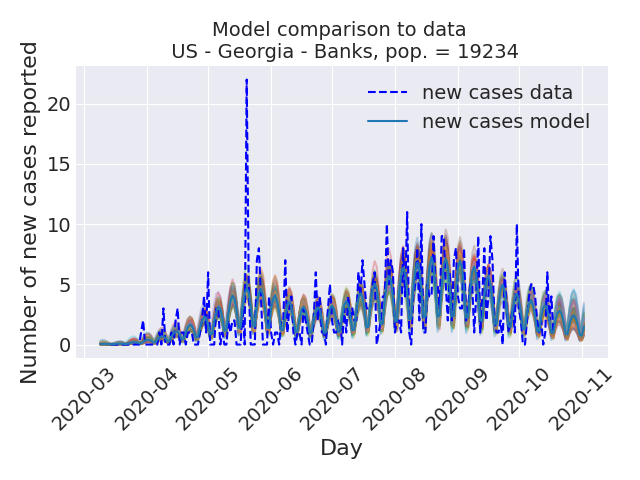 Model comparison to data
US - Georgia - Banks, pop. = 19234
Number of new cases reported
20
15
10
5
0
new cases data
new cases model
2020-03
2020-04
2020-05
2020-06
2020-07
2020-08
2020-09
2020-10
2020-11
Day